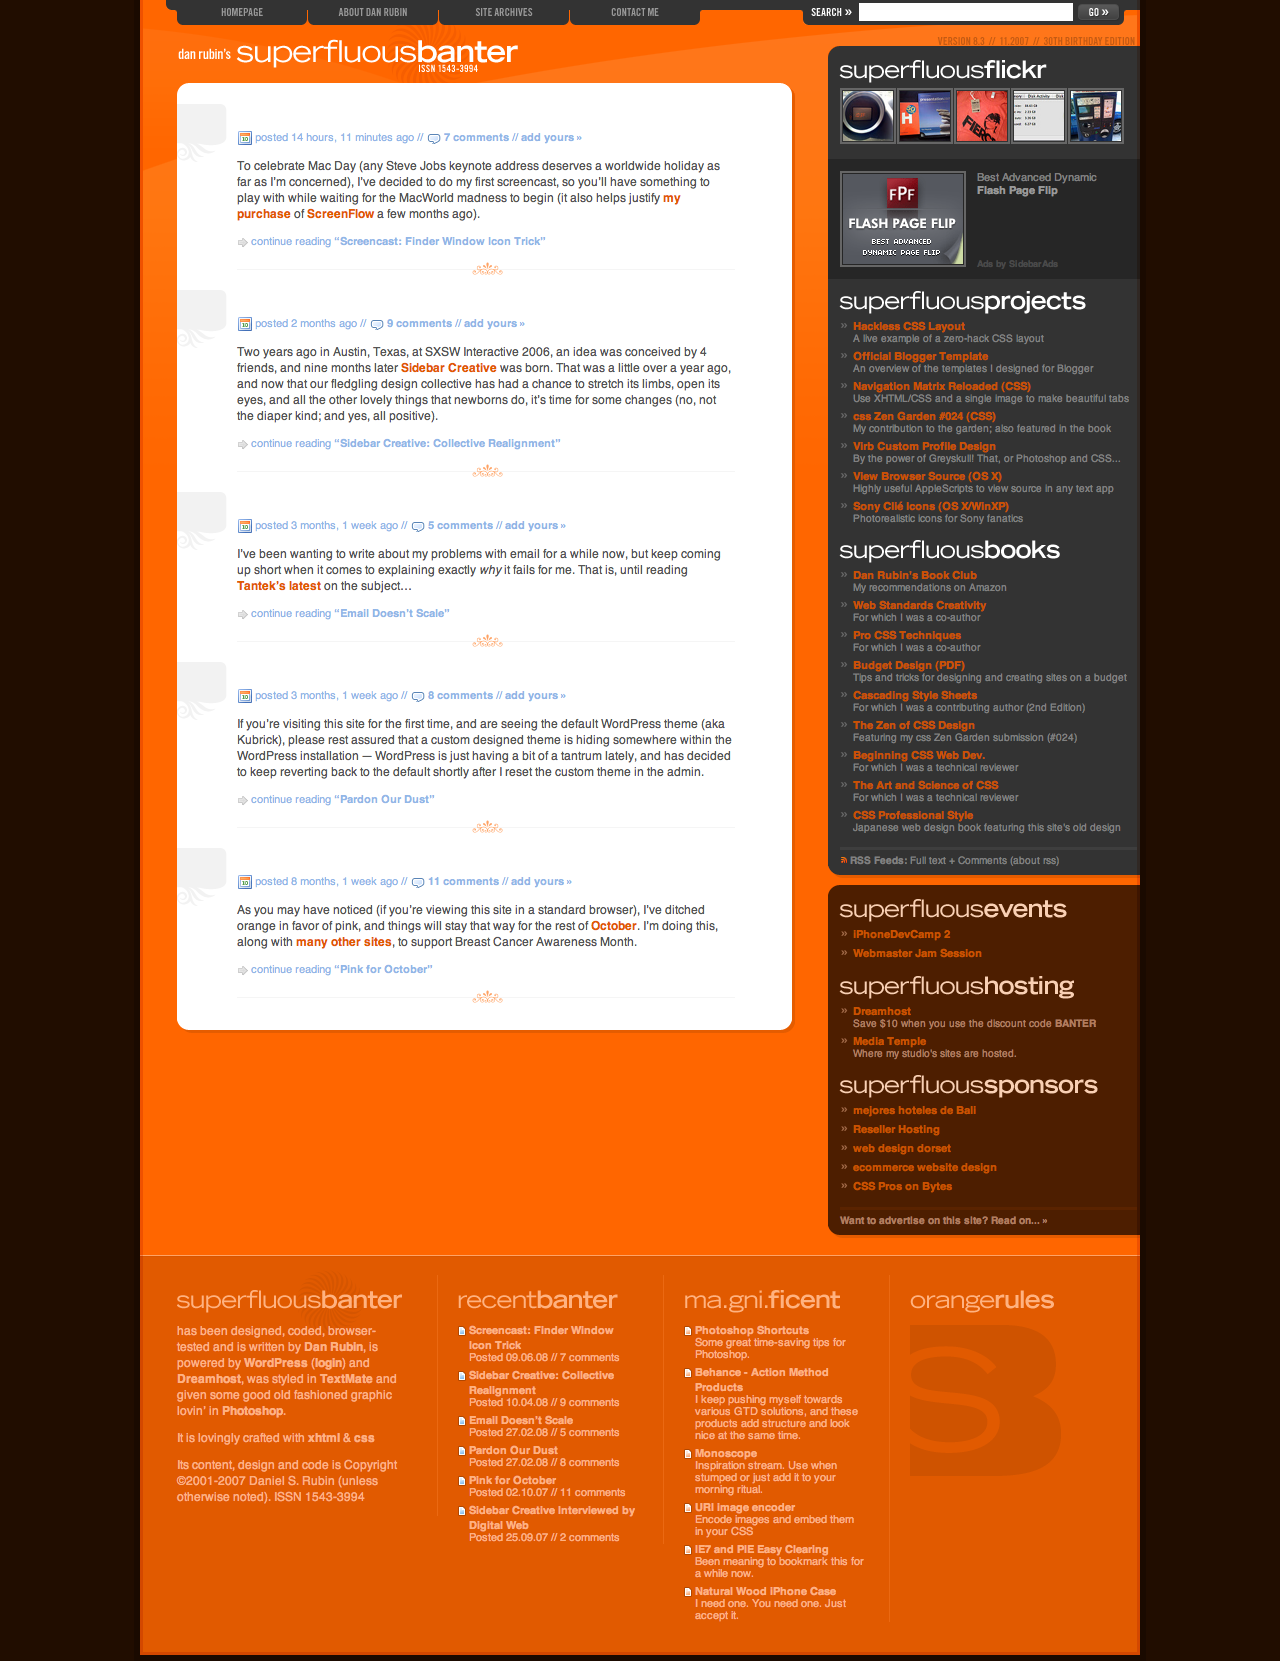 HOMEPAGE
ABOUT DAN RUBIN
SITE ARCHIVES
CONTACT ME
SEARCH »
GO »
VERSION 8.3 // 11.2007 // 30TH BIRTHDAY EDITION
dan rubin's superfluousbanter
ISSN 1543-3994
posted 14 hours, 11 minutes ago // 7 comments // add yours »
To celebrate Mac Day (any Steve Jobs keynote address deserves a worldwide holiday as
far as I'm concerned), I've decided to do my first screencast, so you'll have something to
play with while waiting for the MacWorld madness to begin (it also helps justify my
purchase of ScreenFlow a few months ago).
continue reading “Screencast: Finder Window Icon Trick”
posted 2 months ago // 9 comments // add yours »
Two years ago in Austin, Texas, at SXSW Interactive 2006, an idea was conceived by 4
friends, and nine months later Sidebar Creative was born. That was a little over a year ago,
and now that our fledgling design collective has had a chance to stretch its limbs, open its
eyes, and all the other lovely things that newborns do, it's time for some changes (no, not
the diaper kind; and yes, all positive).
continue reading “Sidebar Creative: Collective Realignment”
posted 3 months, 1 week ago // 5 comments // add yours »
I've been wanting to write about my problems with email for a while now, but keep coming
up short when it comes to explaining exactly why it fails for me. That is, until reading
Tantek's latest on the subject…
continue reading “Email Doesn't Scale”
posted 3 months, 1 week ago // 8 comments // add yours »
If you're visiting this site for the first time, and are seeing the default WordPress theme (aka
Kubrick), please rest assured that a custom designed theme is hiding somewhere within the
WordPress installation — WordPress is just having a bit of a tantrum lately, and has decided
to keep reverting back to the default shortly after I reset the custom theme in the admin.
continue reading “Pardon Our Dust”
posted 8 months, 1 week ago // 11 comments // add yours »
As you may have noticed (if you're viewing this site in a standard browser), I've ditched
orange in favor of pink, and things will stay that way for the rest of October. I'm doing this,
along with many other sites, to support Breast Cancer Awareness Month.
continue reading “Pink for October”
superfluousflickr
FIERCE
FPF
FLASH PAGE FLIP
BEST ADVANCED
DYNAMIC PAGE FLIP
Best Advanced Dynamic
Flash Page Flip
Ads by SidebarAds
superfluousprojects
» Hackless CSS Layout
A live example of a zero-hack CSS layout
» Official Blogger Template
An overview of the templates I designed for Blogger
» Navigation Matrix Reloaded (CSS)
Use XHTML/CSS and a single image to make beautiful tabs
» css Zen Garden #024 (CSS)
My contribution to the garden; also featured in the book
» Virb Custom Profile Design
By the power of Greyskull! That, or Photoshop and CSS...
» View Browser Source (OS X)
Highly useful AppleScripts to view source in any text app
» Sony Clié Icons (OS X/WinXP)
Photorealistic icons for Sony fanatics
superfluousbooks
» Dan Rubin's Book Club
My recommendations on Amazon
» Web Standards Creativity
For which I was a co-author
» Pro CSS Techniques
For which I was a co-author
» Budget Design (PDF)
Tips and tricks for designing and creating sites on a budget
» Cascading Style Sheets
For which I was a contributing author (2nd Edition)
» The Zen of CSS Design
Featuring my css Zen Garden submission (#024)
» Beginning CSS Web Dev.
For which I was a technical reviewer
» The Art and Science of CSS
For which I was a technical reviewer
» CSS Professional Style
Japanese web design book featuring this site's old design
RSS Feeds: Full text + Comments (about rss)
superfluousevents
» iPhoneDevCamp 2
» Webmaster Jam Session
superfluoushosting
» Dreamhost
Save $10 when you use the discount code BANTER
» Media Temple
Where my studio's sites are hosted.
superfluoussponsors
» mejores hoteles de Bali
» Reseller Hosting
» web design dorset
» ecommerce website design
» CSS Pros on Bytes
Want to advertise on this site? Read on... »
superfluousbanter
has been designed, coded, browser-
tested and is written by Dan Rubin, is
powered by WordPress (login) and
Dreamhost, was styled in TextMate and
given some good old fashioned graphic
lovin' in Photoshop.
It is lovingly crafted with xhtml & css
Its content, design and code is Copyright
©2001-2007 Daniel S. Rubin (unless
otherwise noted). ISSN 1543-3994
recentbanter
Screencast: Finder Window
Icon Trick
Posted 09.06.08 // 7 comments
Sidebar Creative: Collective
Realignment
Posted 10.04.08 // 9 comments
Email Doesn't Scale
Posted 27.02.08 // 5 comments
Pardon Our Dust
Posted 27.02.08 // 8 comments
Pink for October
Posted 02.10.07 // 11 comments
Sidebar Creative Interviewed by
Digital Web
Posted 25.09.07 // 2 comments
ma.gni.ficent
Photoshop Shortcuts
Some great time-saving tips for
Photoshop.
Behance - Action Method
Products
I keep pushing myself towards
various GTD solutions, and these
products add structure and look
nice at the same time.
Monoscope
Inspiration stream. Use when
stumped or just add it to your
morning ritual.
URI image encoder
Encode images and embed them
in your CSS
IE7 and PIE Easy Clearing
Been meaning to bookmark this for
a while now.
Natural Wood iPhone Case
I need one. You need one. Just
accept it.
orangerules
SB